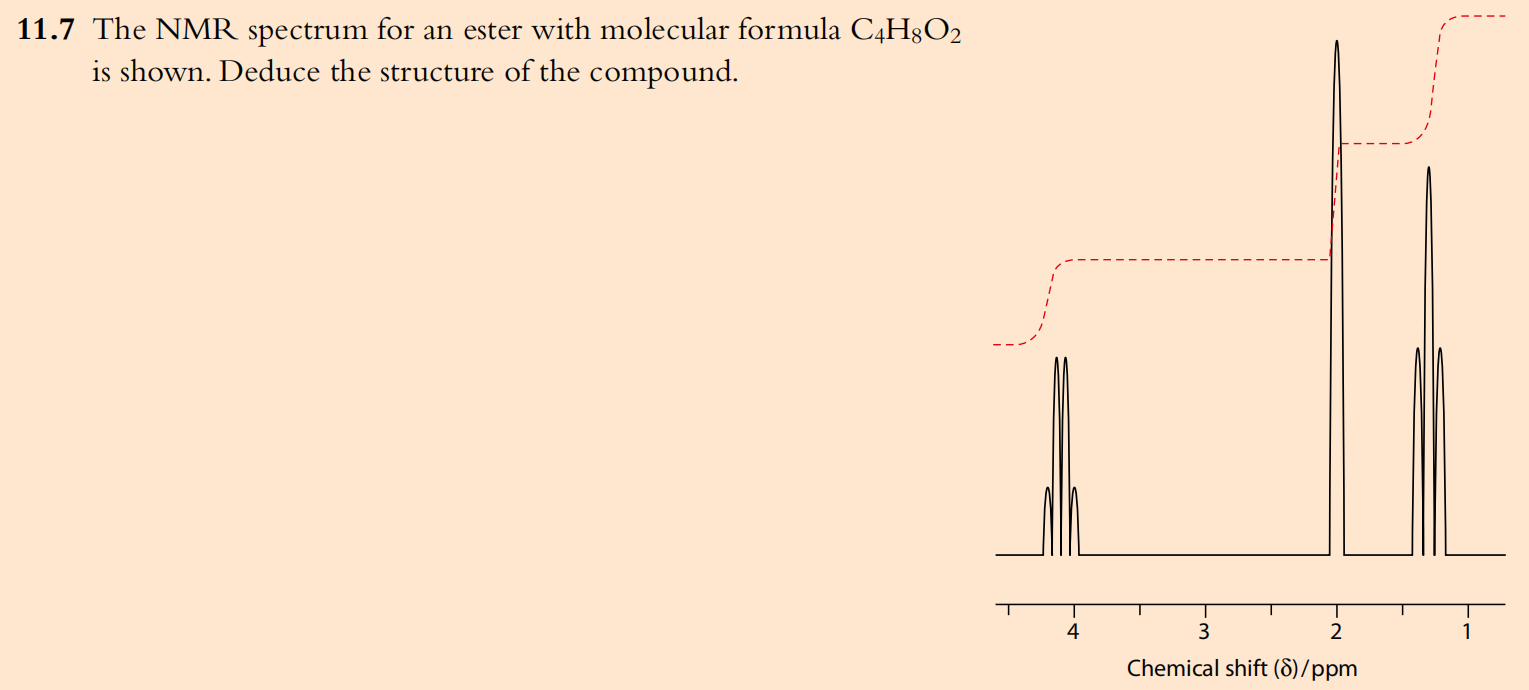 11.7 The NMR spectrum for an ester with molecular formula C₄H₈O₂
is shown. Deduce the structure of the compound.
4 3 2 1
Chemical shift (δ)/ppm